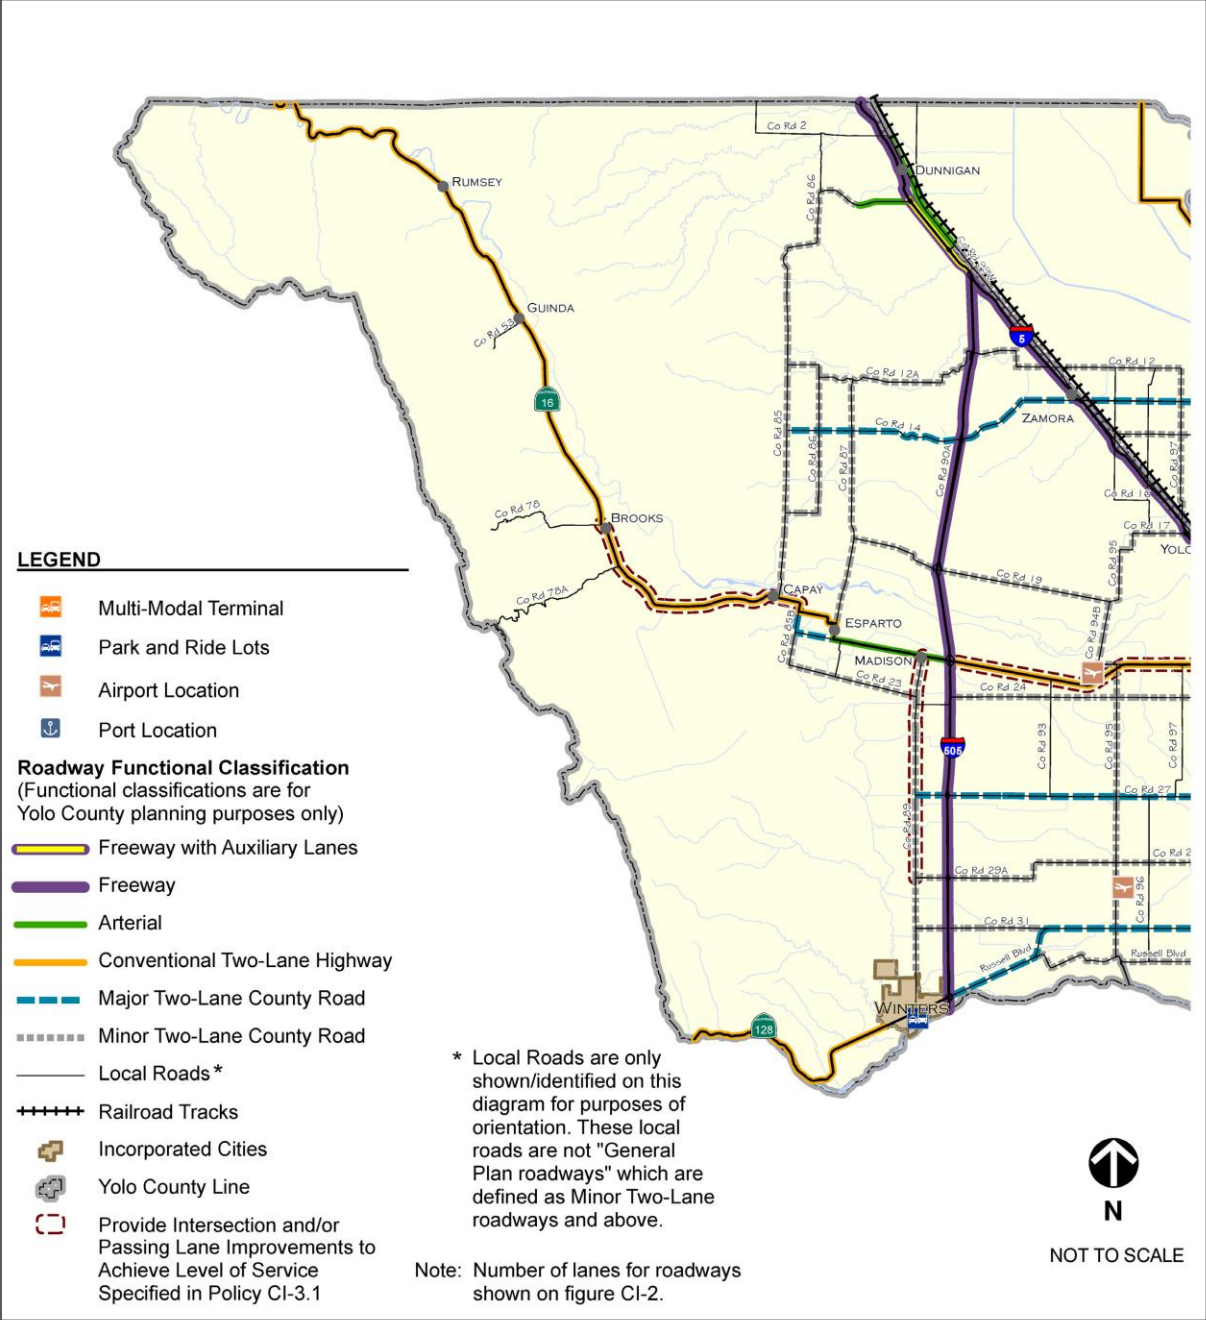 Co Rd 2
DUNNIGAN
RUMSEY
Co Rd 86
GUINDA
Co Rd 53
5
Co Rd 12
Co Rd 12A
16
ZAMORA
Co Rd 14
Co Rd 85
Co Rd 86
Co Rd 87
Co Rd 90A
Co Rd 97
Co Rd 16
Co Rd 78
BROOKS
Co Rd 17
YOLO
Co Rd 95
Co Rd 19
CAPAY
Co Rd 78A
Co Rd 85B
ESPARTO
Co Rd 94B
MADISON
Co Rd 23
Co Rd 24
505
Co Rd 93
Co Rd 95
Co Rd 97
Co Rd 27
Co Rd 89
Co Rd 2
Co Rd 29A
Co Rd 96
Co Rd 31
Russell Blvd
Russell Blvd
WINTERS
128
LEGEND
Multi-Modal Terminal
Park and Ride Lots
Airport Location
Port Location
Roadway Functional Classification
(Functional classifications are for
Yolo County planning purposes only)
Freeway with Auxiliary Lanes
Freeway
Arterial
Conventional Two-Lane Highway
Major Two-Lane County Road
Minor Two-Lane County Road
Local Roads*
Railroad Tracks
Incorporated Cities
Yolo County Line
Provide Intersection and/or
Passing Lane Improvements to
Achieve Level of Service
Specified in Policy CI-3.1
* Local Roads are only
shown/identified on this
diagram for purposes of
orientation. These local
roads are not "General
Plan roadways" which are
defined as Minor Two-Lane
roadways and above.
Note: Number of lanes for roadways
shown on figure CI-2.
N
NOT TO SCALE